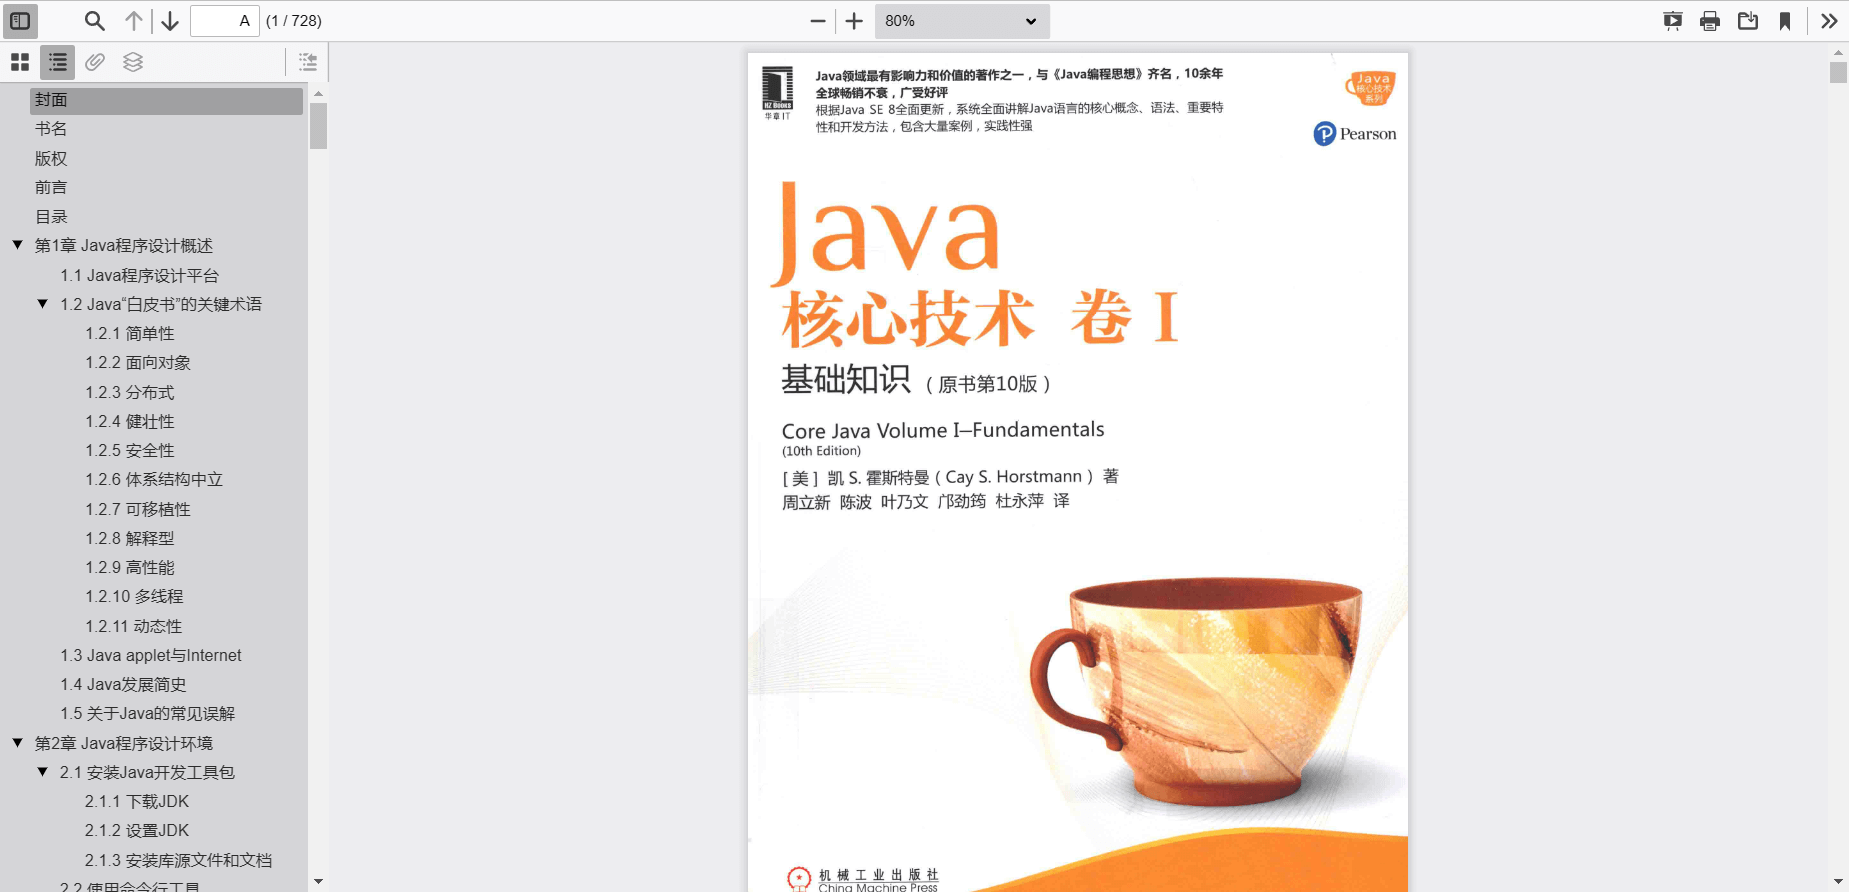 A (1 / 728) 80%
封面
书名
版权
前言
目录
第1章 Java程序设计概述
1.1 Java程序设计平台
1.2 Java“白皮书”的关键术语
1.2.1 简单性
1.2.2 面向对象
1.2.3 分布式
1.2.4 健壮性
1.2.5 安全性
1.2.6 体系结构中立
1.2.7 可移植性
1.2.8 解释型
1.2.9 高性能
1.2.10 多线程
1.2.11 动态性
1.3 Java applet与Internet
1.4 Java发展简史
1.5 关于Java的常见误解
第2章 Java程序设计环境
2.1 安装Java开发工具包
2.1.1 下载JDK
2.1.2 设置JDK
2.1.3 安装库源文件和文档
2.2 使用命令行工具
HZ BOOKS
华章IT
Java领域最有影响力和价值的著作之一，与《Java编程思想》齐名，10余年
全球畅销不衰，广受好评
根据Java SE 8全面更新，系统全面讲解Java语言的核心概念、语法、重要特
性和开发方法，包含大量案例，实践性强
Java
核心技术
系列
Pearson
Java
核心技术 卷 I
基础知识（原书第10版）
Core Java Volume I—Fundamentals
(10th Edition)
[ 美 ] 凯 S. 霍斯特曼（Cay S. Horstmann）著
周立新 陈波 叶乃文 邝劲筠 杜永萍 译
机械工业出版社
China Machine Press